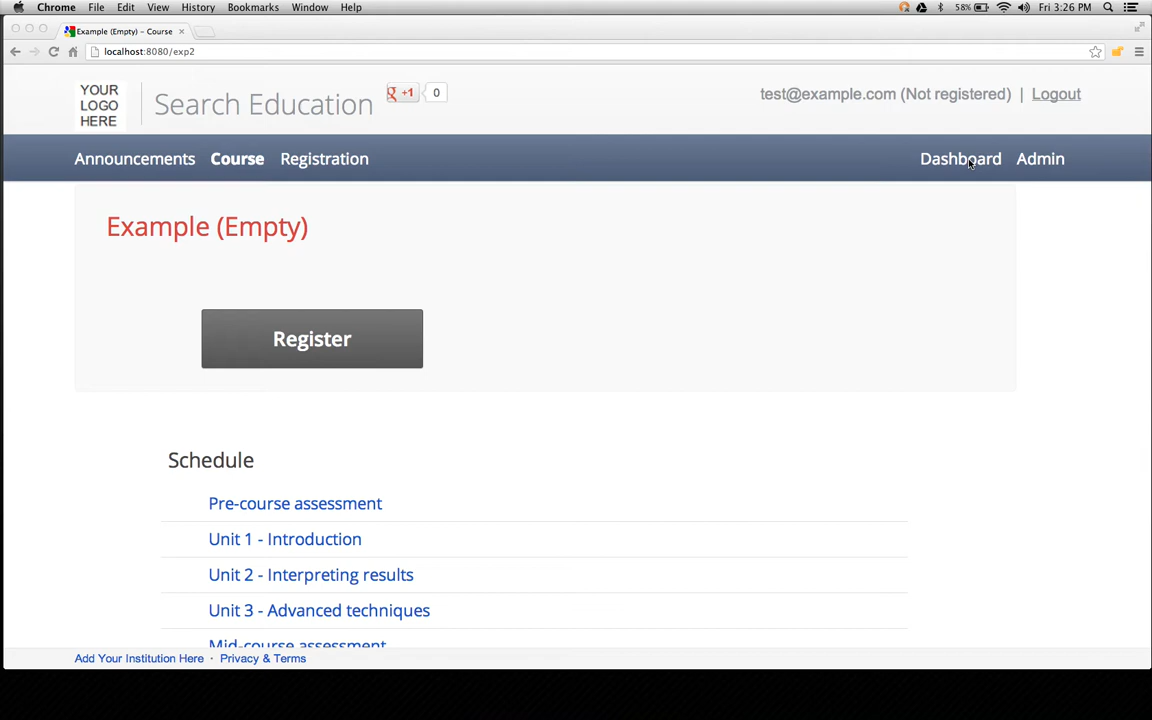 Chrome File Edit View History Bookmarks Window Help 58% Fri 3:26 PM
Example (Empty) – Course
localhost:8080/exp2
YOUR
LOGO
HERE
Search Education
+1 0
test@example.com (Not registered) | Logout
Announcements Course Registration Dashboard Admin
Example (Empty)
Register
Schedule
Pre-course assessment
Unit 1 - Introduction
Unit 2 - Interpreting results
Unit 3 - Advanced techniques
Mid-course assessment
Add Your Institution Here · Privacy & Terms